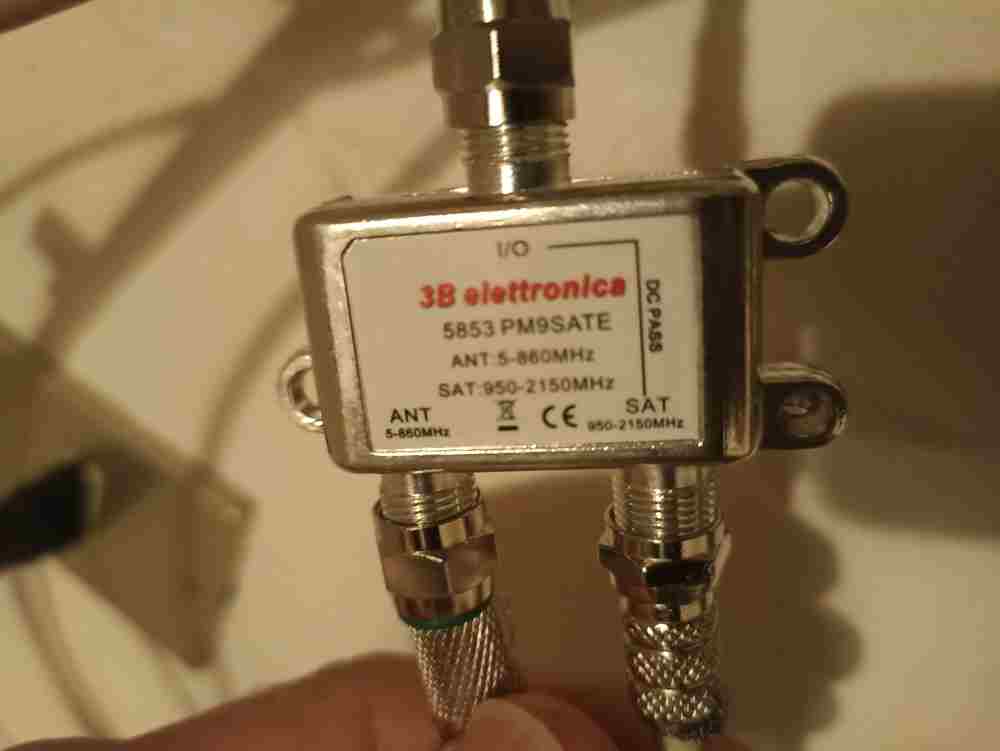 I/O
3B elettronica
5853 PM9SATE
ANT:5-860MHz
SAT:950-2150MHz
DC PASS
ANT
5-860MHz
CE
SAT
950-2150MHz